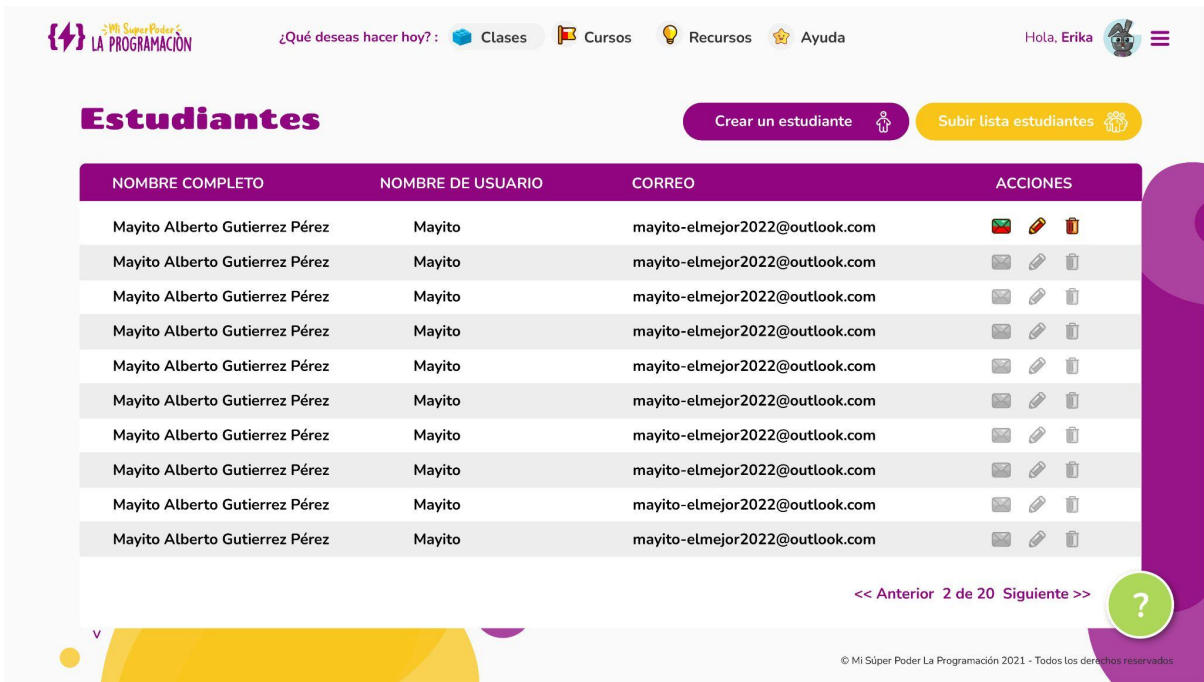 Mi SuperPoder
LA PROGRAMACIÒN
¿Qué deseas hacer hoy? : Clases Cursos Recursos Ayuda
Hola, Erika
Estudiantes
Crear un estudiante
Subir lista estudiantes
NOMBRE COMPLETO NOMBRE DE USUARIO CORREO ACCIONES
Mayito Alberto Gutierrez Pérez Mayito mayito-elmejor2022@outlook.com
Mayito Alberto Gutierrez Pérez Mayito mayito-elmejor2022@outlook.com
Mayito Alberto Gutierrez Pérez Mayito mayito-elmejor2022@outlook.com
Mayito Alberto Gutierrez Pérez Mayito mayito-elmejor2022@outlook.com
Mayito Alberto Gutierrez Pérez Mayito mayito-elmejor2022@outlook.com
Mayito Alberto Gutierrez Pérez Mayito mayito-elmejor2022@outlook.com
Mayito Alberto Gutierrez Pérez Mayito mayito-elmejor2022@outlook.com
Mayito Alberto Gutierrez Pérez Mayito mayito-elmejor2022@outlook.com
Mayito Alberto Gutierrez Pérez Mayito mayito-elmejor2022@outlook.com
Mayito Alberto Gutierrez Pérez Mayito mayito-elmejor2022@outlook.com
<< Anterior 2 de 20 Siguiente >>
?
v
© Mi Súper Poder La Programación 2021 - Todos los derechos reservados